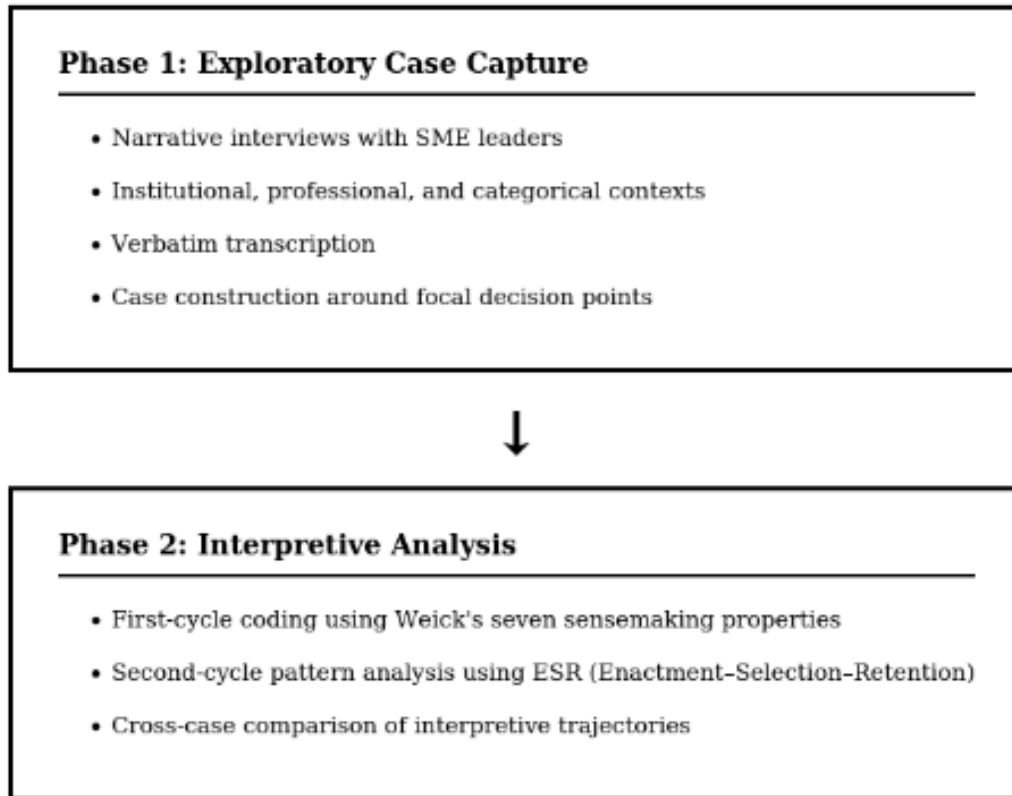 Phase 1: Exploratory Case Capture
• Narrative interviews with SME leaders
• Institutional, professional, and categorical contexts
• Verbatim transcription
• Case construction around focal decision points
↓
Phase 2: Interpretive Analysis
• First-cycle coding using Weick's seven sensemaking properties
• Second-cycle pattern analysis using ESR (Enactment–Selection–Retention)
• Cross-case comparison of interpretive trajectories